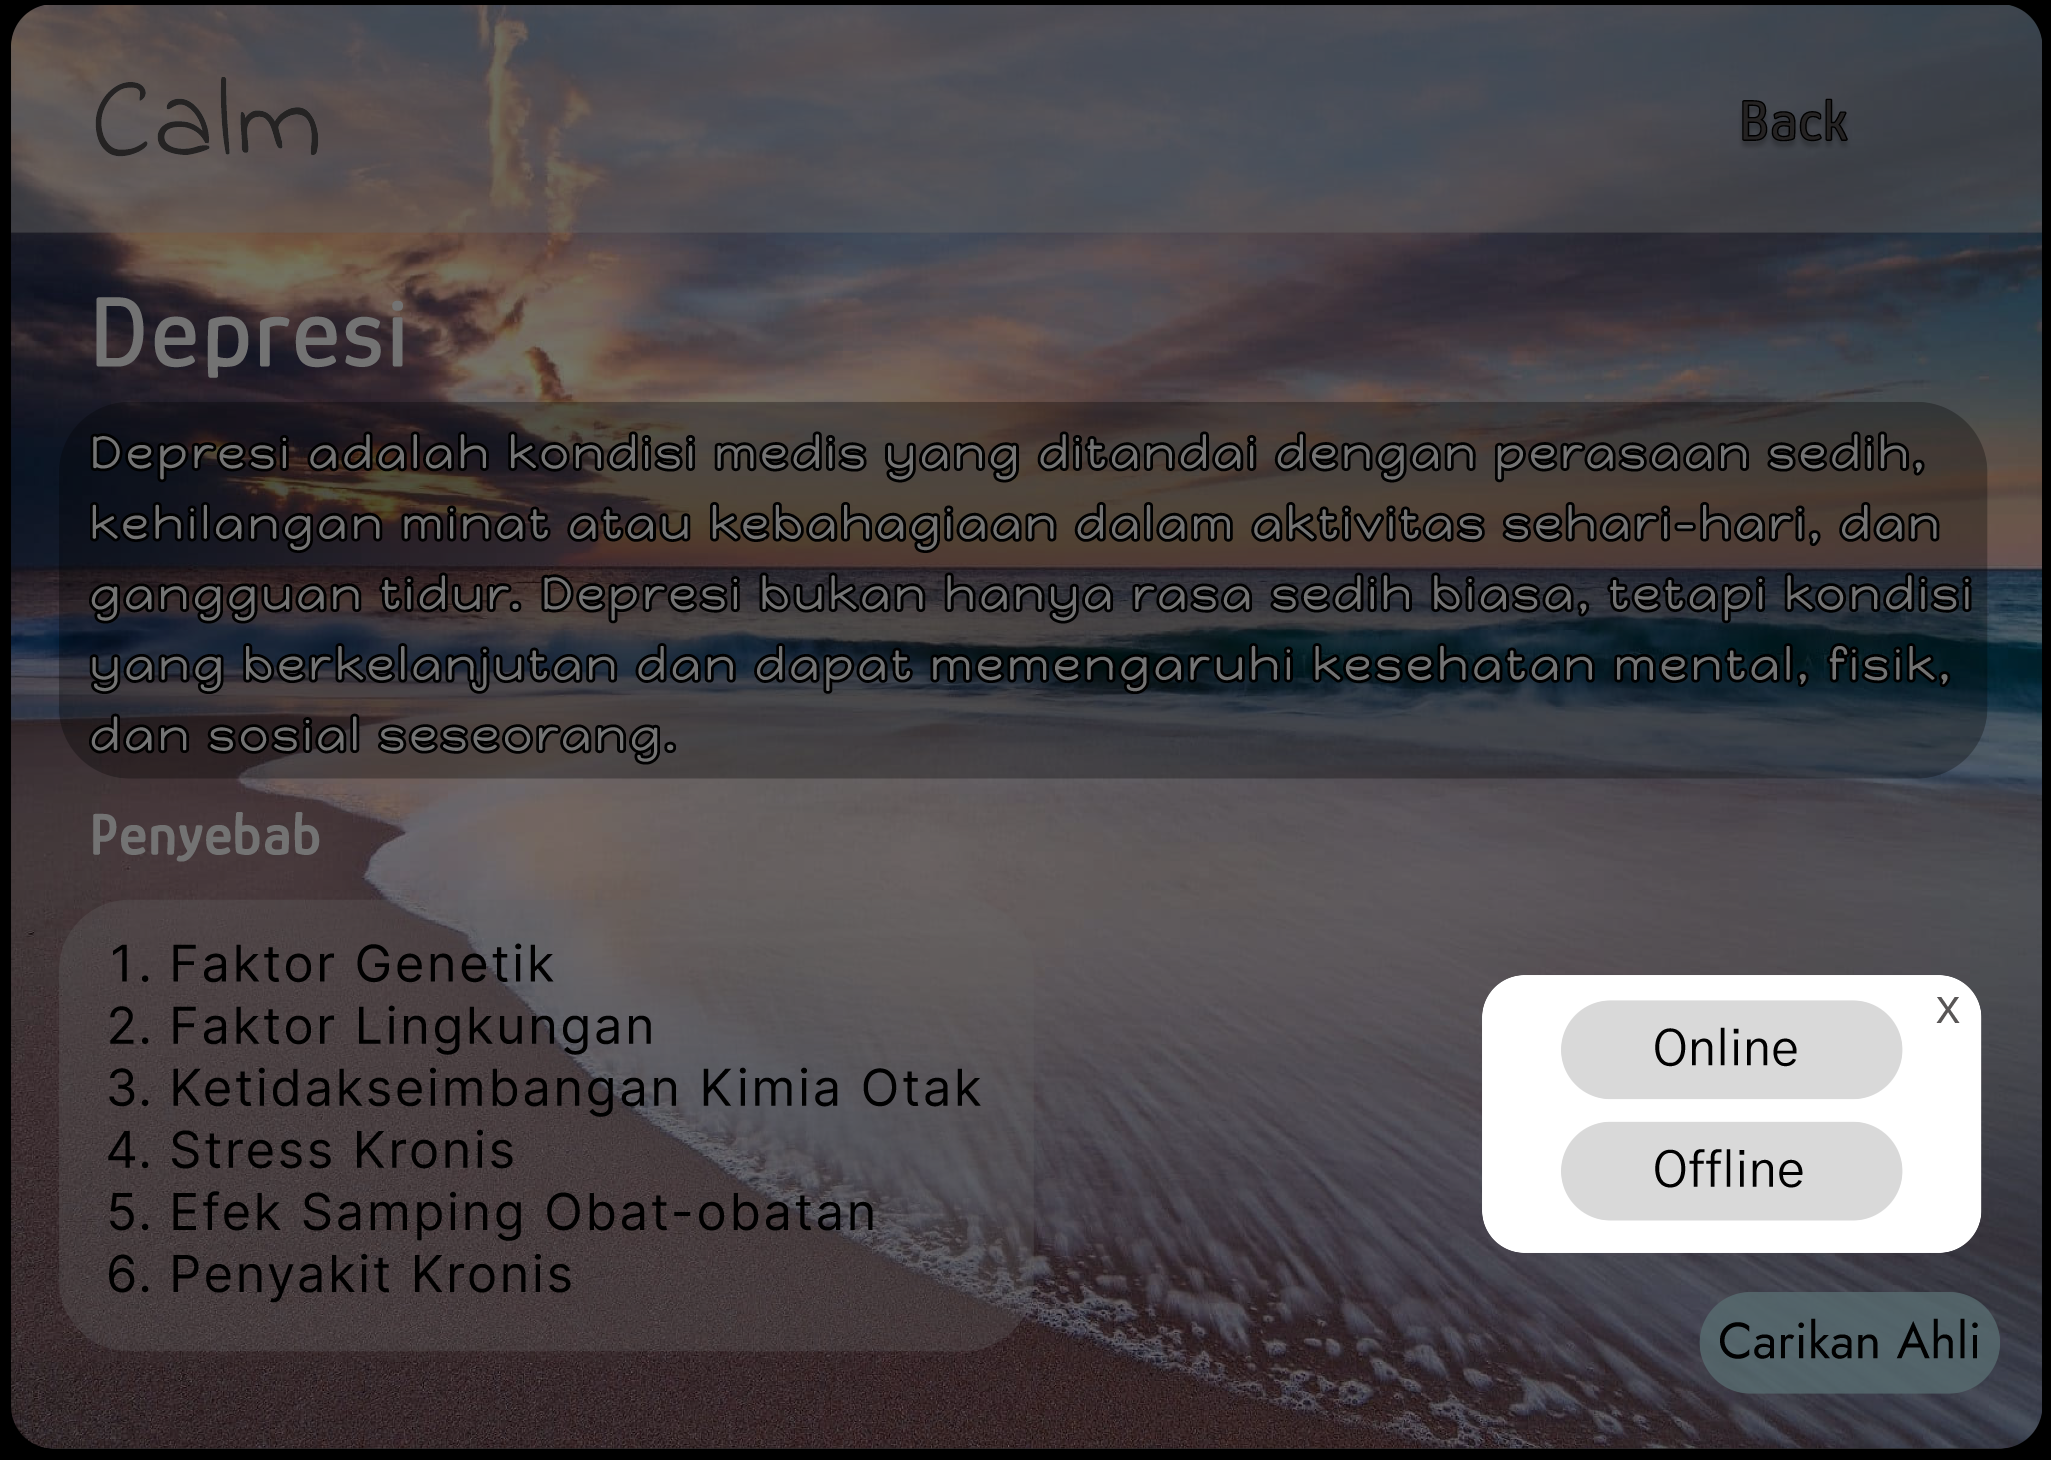 Calm
Back
Depresi
Depresi adalah kondisi medis yang ditandai dengan perasaan sedih,
kehilangan minat atau kebahagiaan dalam aktivitas sehari-hari, dan
gangguan tidur. Depresi bukan hanya rasa sedih biasa, tetapi kondisi
yang berkelanjutan dan dapat memengaruhi kesehatan mental, fisik,
dan sosial seseorang.
Penyebab
1. Faktor Genetik
2. Faktor Lingkungan
3. Ketidakseimbangan Kimia Otak
4. Stress Kronis
5. Efek Samping Obat-obatan
6. Penyakit Kronis
X
Online
Offline
Carikan Ahli